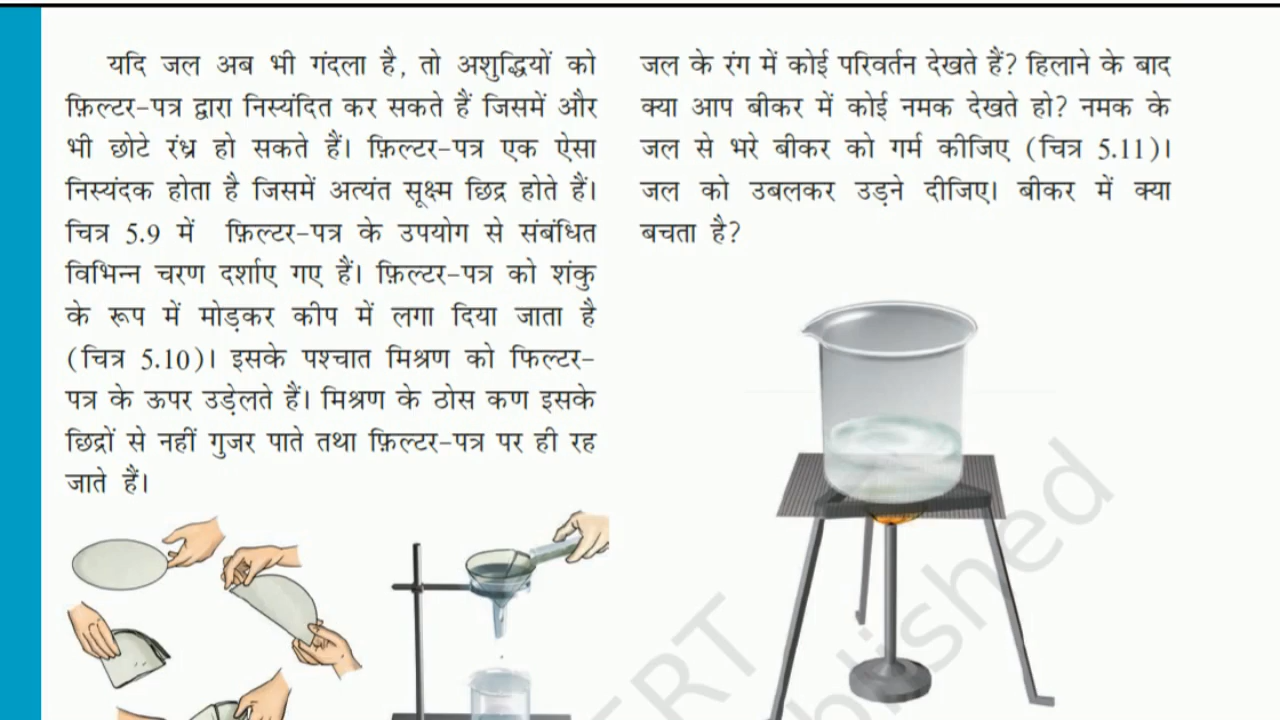 यदि जल अब भी गंदला है, तो अशुद्धियों को
फ़िल्टर-पत्र द्वारा निस्यंदित कर सकते हैं जिसमें और
भी छोटे रंध्र हो सकते हैं। फ़िल्टर-पत्र एक ऐसा
निस्यंदक होता है जिसमें अत्यंत सूक्ष्म छिद्र होते हैं।
चित्र 5.9 में फ़िल्टर-पत्र के उपयोग से संबंधित
विभिन्न चरण दर्शाए गए हैं। फ़िल्टर-पत्र को शंकु
के रूप में मोड़कर कीप में लगा दिया जाता है
(चित्र 5.10)। इसके पश्चात मिश्रण को फिल्टर-
पत्र के ऊपर उड़ेलते हैं। मिश्रण के ठोस कण इसके
छिद्रों से नहीं गुजर पाते तथा फ़िल्टर-पत्र पर ही रह
जाते हैं।
जल के रंग में कोई परिवर्तन देखते हैं? हिलाने के बाद
क्या आप बीकर में कोई नमक देखते हो? नमक के
जल से भरे बीकर को गर्म कीजिए (चित्र 5.11)।
जल को उबलकर उड़ने दीजिए। बीकर में क्या
बचता है?